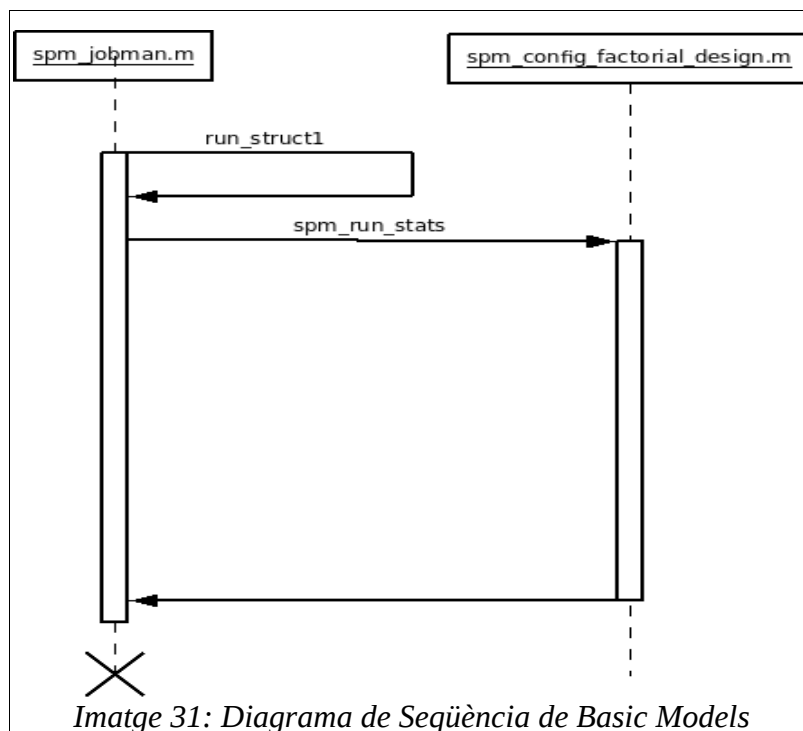 spm_jobman.m
spm_config_factorial_design.m
run_struct1
spm_run_stats
Imatge 31: Diagrama de Seqüència de Basic Models